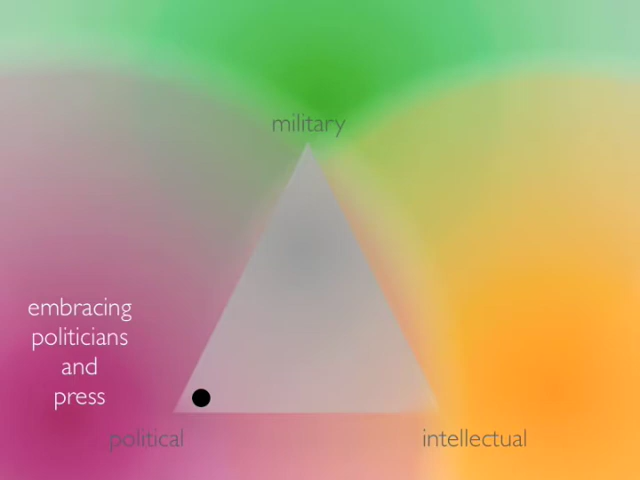 military
embracing
politicians
and
press
political
intellectual